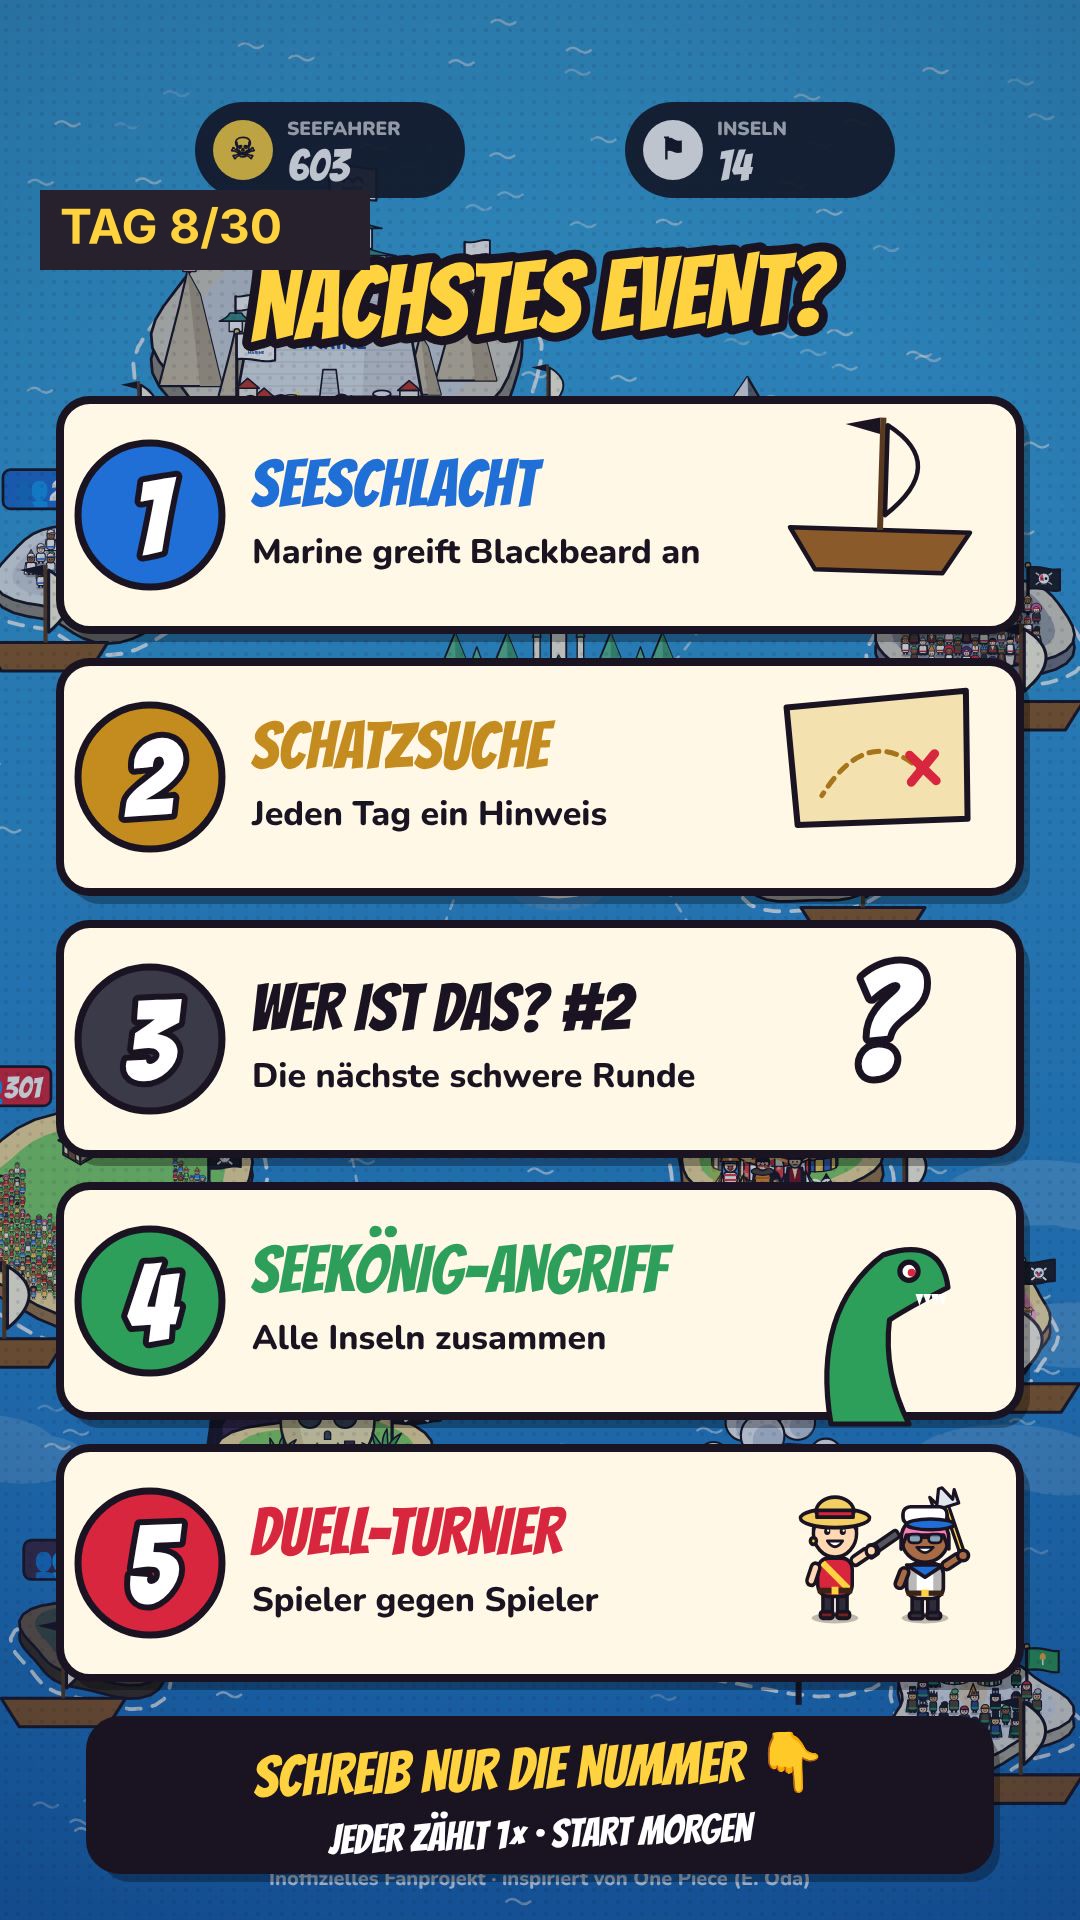 SEEFAHRER
603
INSELN
14
TAG 8/30
NÄCHSTES EVENT?
1
SEESCHLACHT
Marine greift Blackbeard an
2
SCHATZSUCHE
Jeden Tag ein Hinweis
3
WER IST DAS? #2
Die nächste schwere Runde
301
4
SEEKÖNIG-ANGRIFF
Alle Inseln zusammen
5
DUELL-TURNIER
Spieler gegen Spieler
SCHREIB NUR DIE NUMMER 👇
JEDER ZÄHLT 1x · START MORGEN
Inoffizielles Fanprojekt · inspiriert von One Piece (E. Oda)